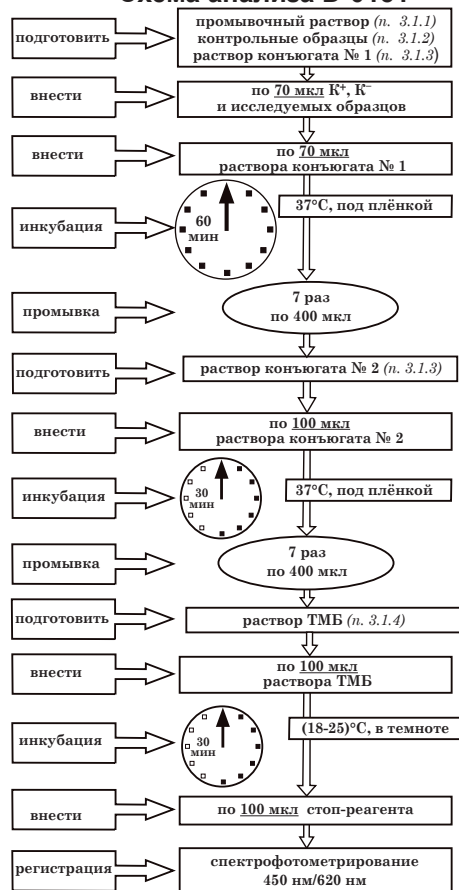 подготовить
промывочный раствор (п. 3.1.1)
контрольные образцы (п. 3.1.2)
раствор конъюгата № 1 (п. 3.1.3)
внести
по 70 мкл К⁺, К⁻
и исследуемых образцов
внести
по 70 мкл
раствора конъюгата № 1
инкубация
60
мин
37°С, под плёнкой
промывка
7 раз
по 400 мкл
подготовить
раствор конъюгата № 2 (п. 3.1.3)
внести
по 100 мкл
раствора конъюгата № 2
инкубация
30
мин
37°С, под плёнкой
промывка
7 раз
по 400 мкл
подготовить
раствор ТМБ (п. 3.1.4)
внести
по 100 мкл
раствора ТМБ
инкубация
30
мин
(18-25)°С, в темноте
внести
по 100 мкл стоп-реагента
регистрация
спектрофотометрирование
450 нм/620 нм